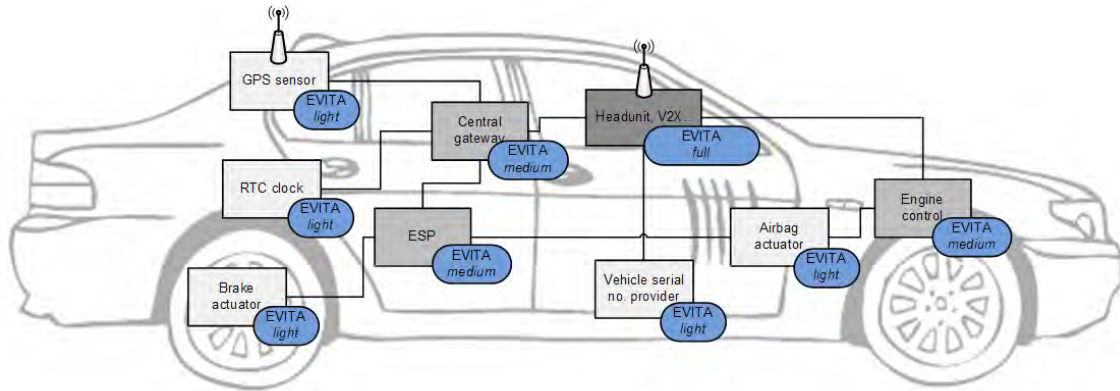 GPS sensor
EVITA
light
Central
gateway
EVITA
medium
Headunit, V2X
EVITA
full
RTC clock
EVITA
light
ESP
EVITA
medium
Engine
control
EVITA
medium
Airbag
actuator
EVITA
light
Brake
actuator
EVITA
light
Vehicle serial
no. provider
EVITA
light